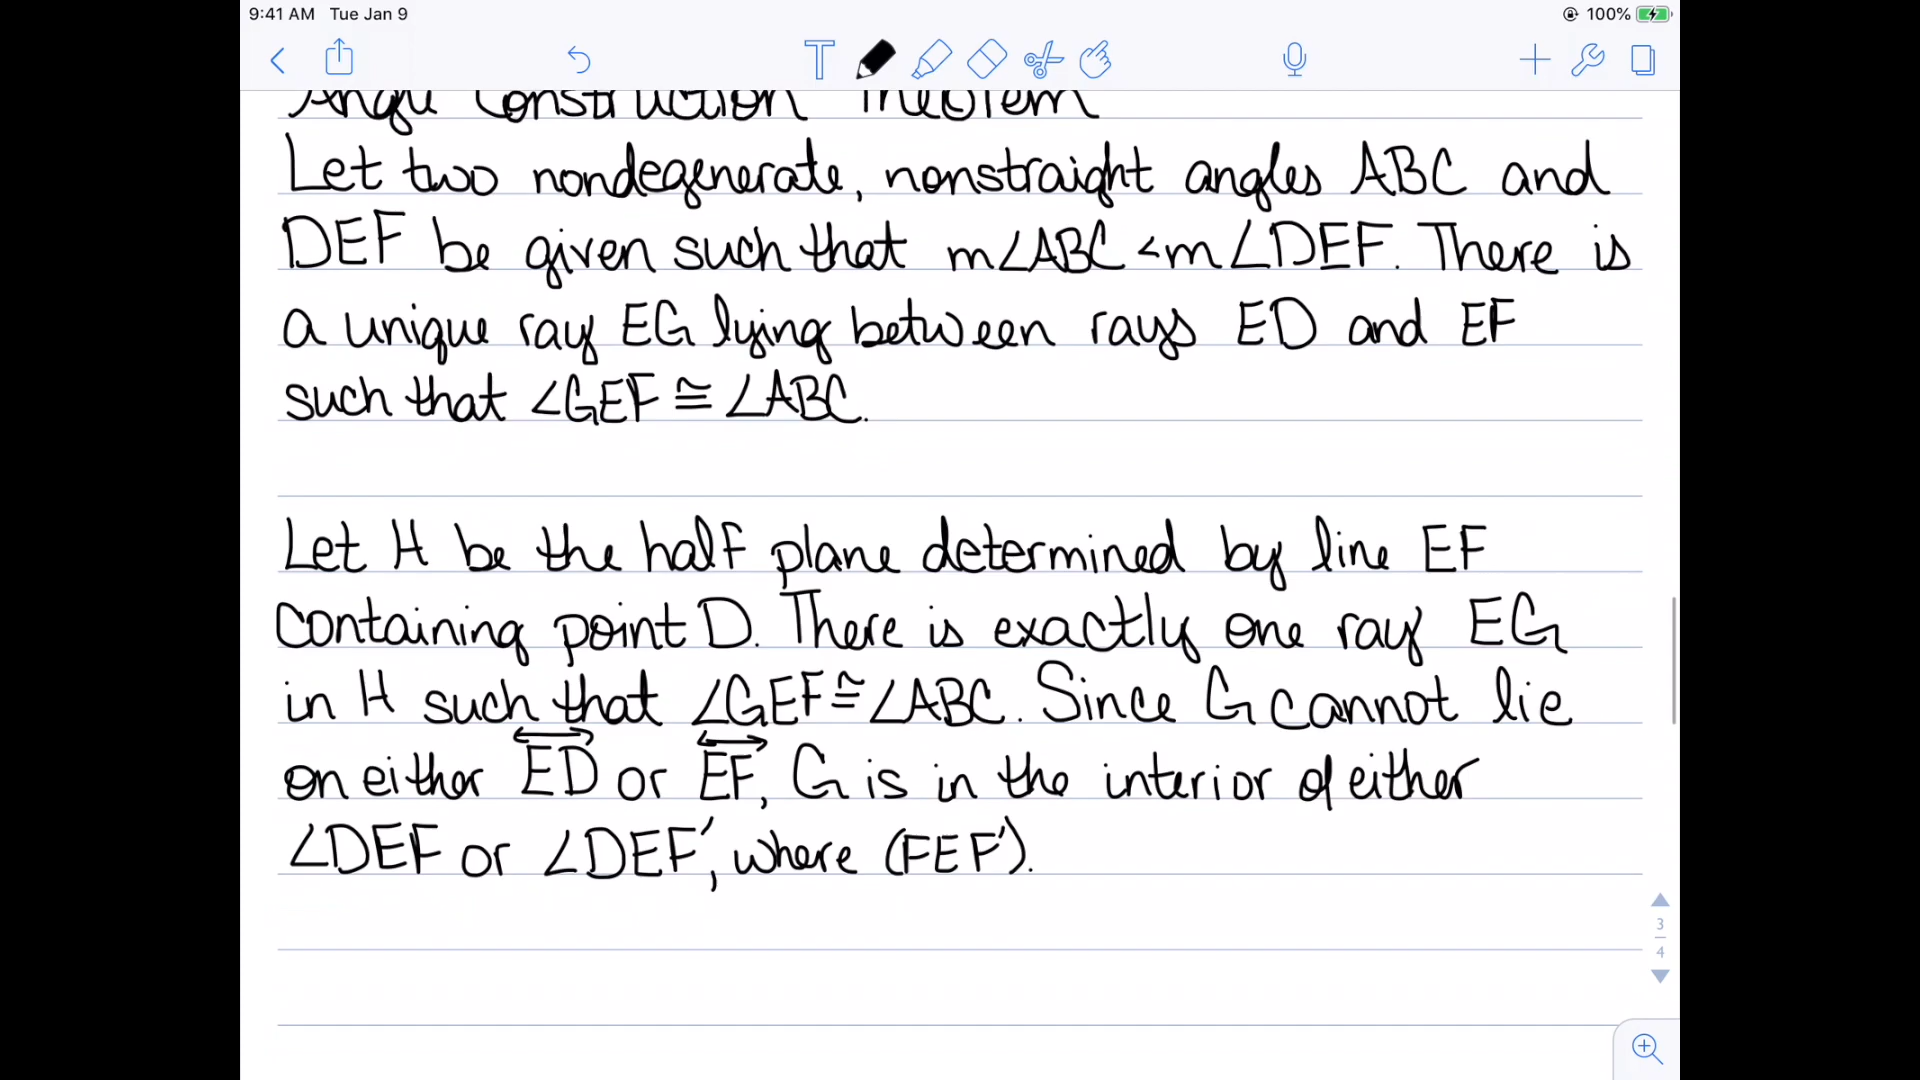 9:41 AM Tue Jan 9
100%
T
Angle Construction Theorem
Let two nondegenerate, nonstraight angles ABC and
DEF be given such that m∠ABC < m∠DEF. There is
a unique ray EG lying between rays ED and EF
such that ∠GEF ≅ ∠ABC.
Let H be the half plane determined by line EF
containing point D. There is exactly one ray EG
in H such that ∠GEF ≅ ∠ABC. Since G cannot lie
on either ED or EF, G is in the interior of either
∠DEF or ∠DEF′, where (FEF′).
3
4